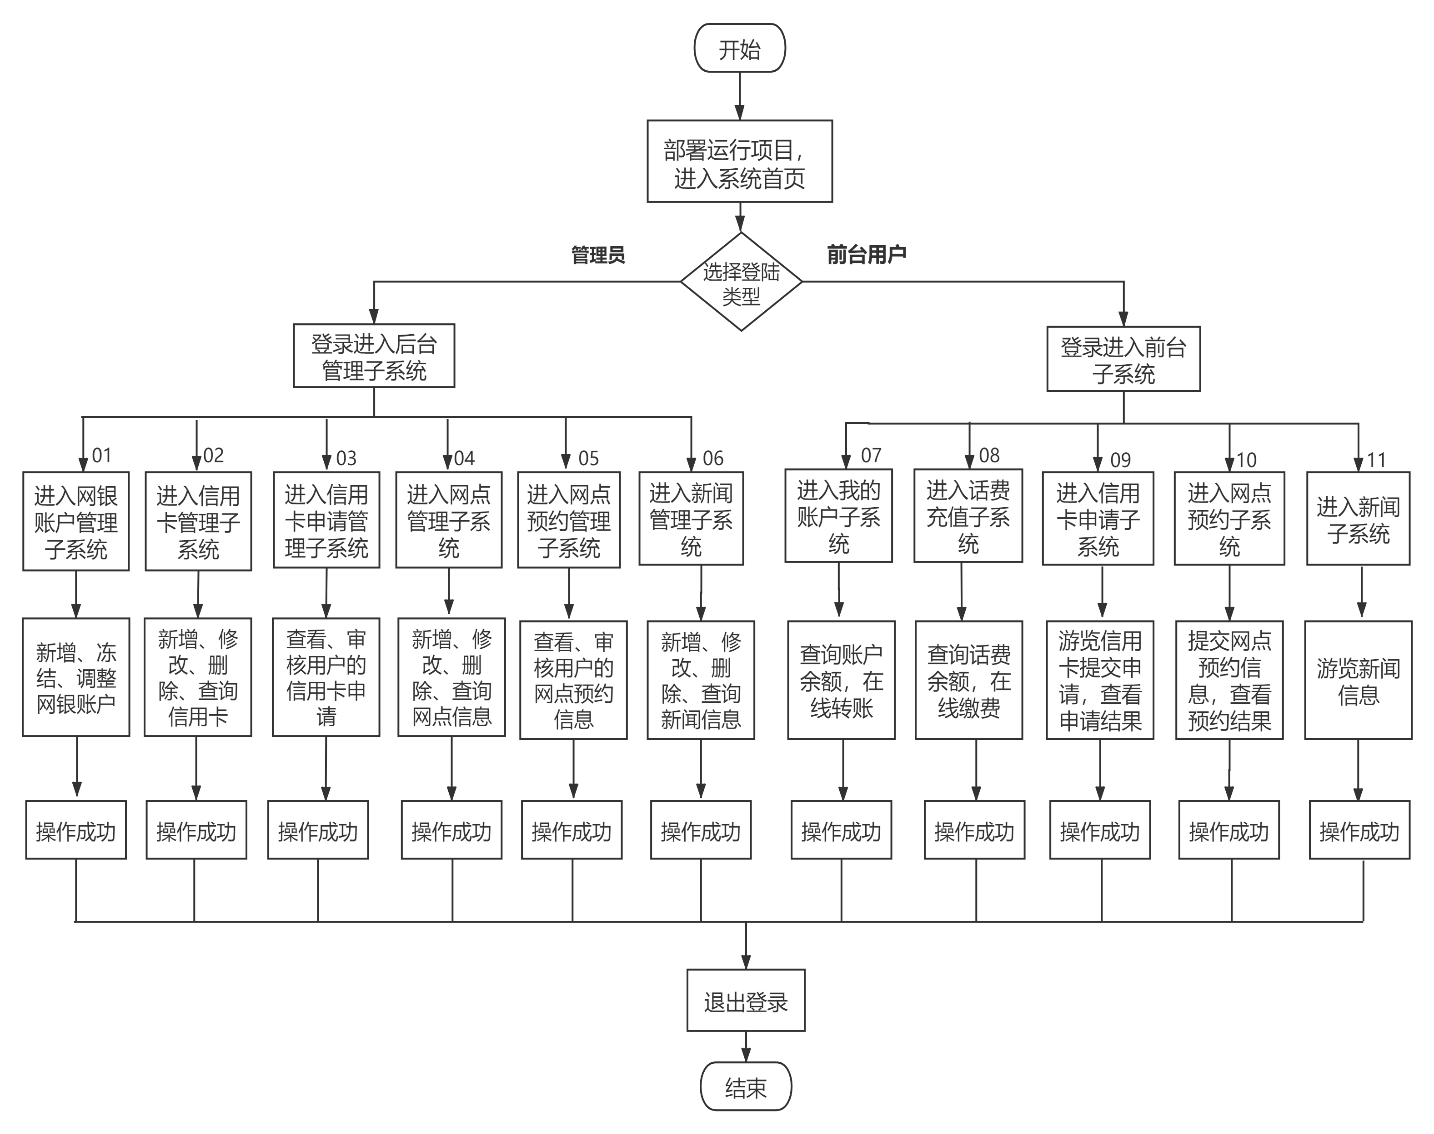 开始
部署运行项目，
进入系统首页
管理员
前台用户
选择登陆
类型
登录进入后台
管理子系统
登录进入前台
子系统
01
进入网银
账户管理
子系统
02
进入信用
卡管理子
系统
03
进入信用
卡申请管
理子系统
04
进入网点
管理子系
统
05
进入网点
预约管理
子系统
06
进入新闻
管理子系
统
07
进入我的
账户子系
统
08
进入话费
充值子系
统
09
进入信用
卡申请子
系统
10
进入网点
预约子系
统
11
进入新闻
子系统
新增、冻
结、调整
网银账户
新增、修
改、删
除、查询
信用卡
查看、审
核用户的
信用卡申
请
新增、修
改、删
除、查询
网点信息
查看、审
核用户的
网点预约
信息
新增、修
改、删
除、查询
新闻信息
查询账户
余额，在
线转账
查询话费
余额，在
线缴费
游览信用
卡提交申
请，查看
申请结果
提交网点
预约信
息，查看
预约结果
游览新闻
信息
操作成功
操作成功
操作成功
操作成功
操作成功
操作成功
操作成功
操作成功
操作成功
操作成功
操作成功
退出登录
结束